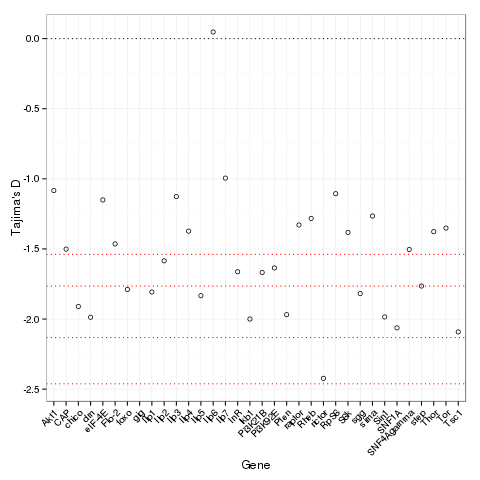 0.0
-0.5
-1.0
-1.5
-2.0
-2.5
Tajima's D
Akt1
CAP
chico
dm
eIF-4E
Flo-2
foxo
gig
Ilp1
Ilp2
Ilp3
Ilp4
Ilp5
Ilp6
Ilp7
InR
lkb1
Pi3K21B
Pi3K92E
Pten
raptor
Rheb
rictor
RpS6
S6k
sgg
sima
Sin1
SNF1A
SNF4Agamma
step
Thor
Tor
Tsc1
Gene